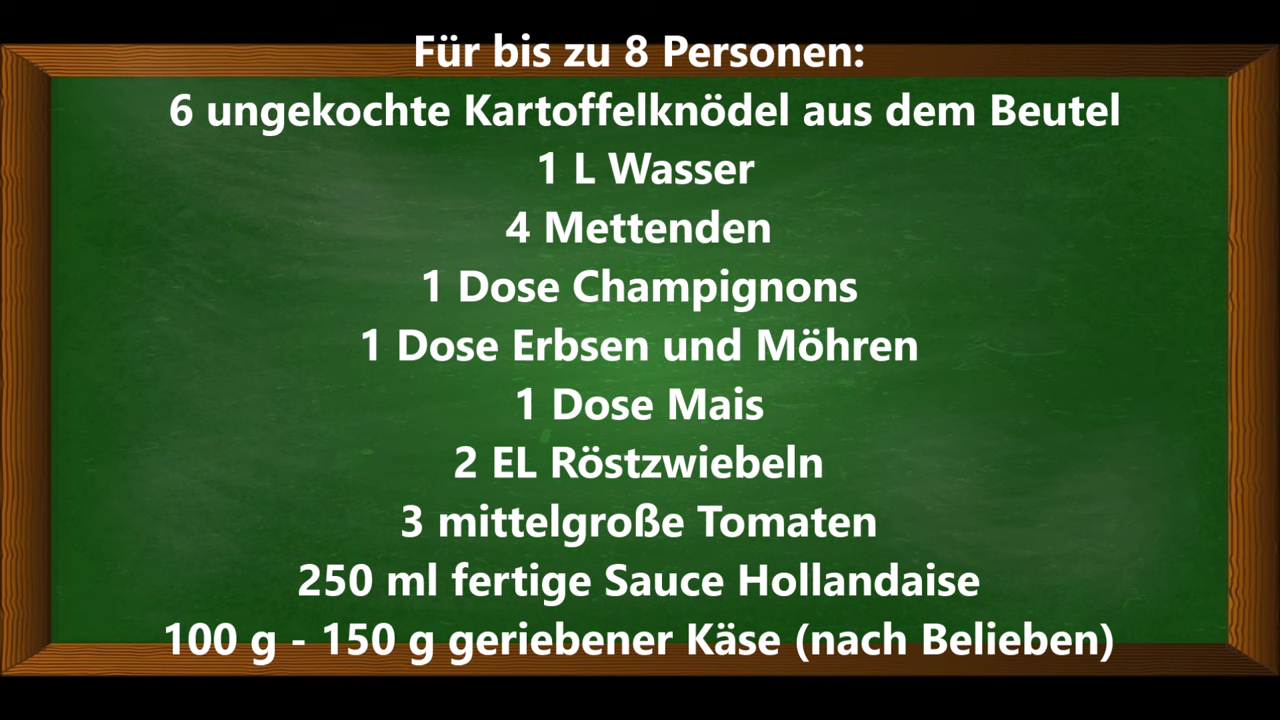 Für bis zu 8 Personen:
6 ungekochte Kartoffelknödel aus dem Beutel
1 L Wasser
4 Mettenden
1 Dose Champignons
1 Dose Erbsen und Möhren
1 Dose Mais
2 EL Röstzwiebeln
3 mittelgroße Tomaten
250 ml fertige Sauce Hollandaise
100 g - 150 g geriebener Käse (nach Belieben)